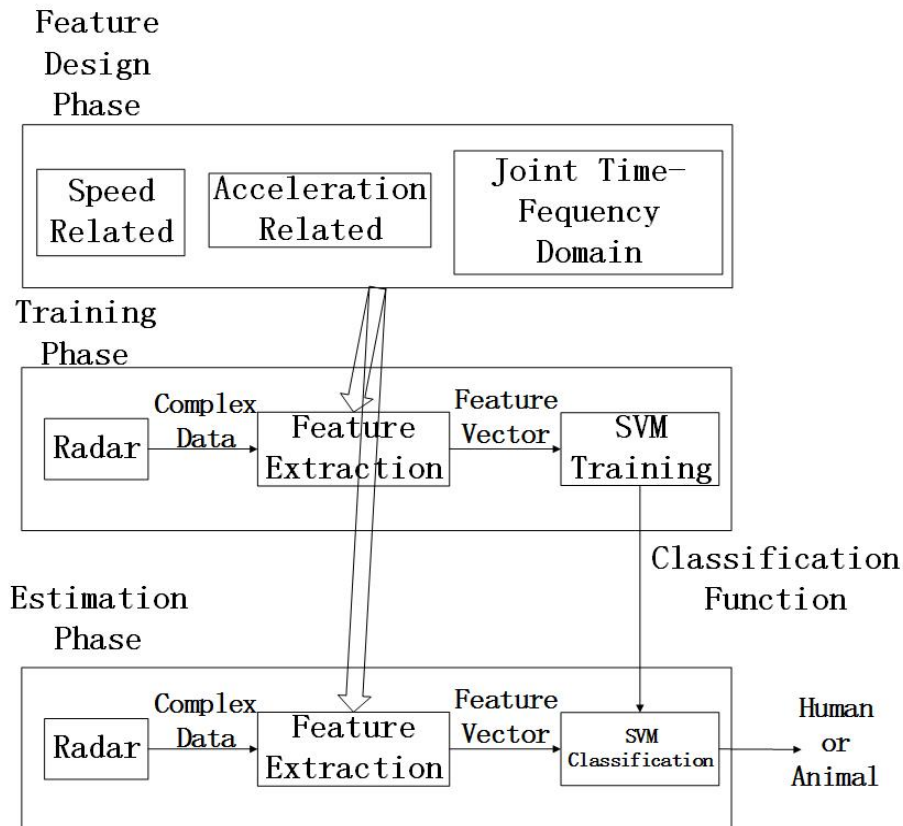 Feature
Design
Phase
Speed
Related
Acceleration
Related
Joint Time-
Fequency
Domain
Training
Phase
Radar
Complex
Data
Feature
Extraction
Feature
Vector
SVM
Training
Classification
Function
Estimation
Phase
Radar
Complex
Data
Feature
Extraction
Feature
Vector
SVM
Classification
Human
or
Animal